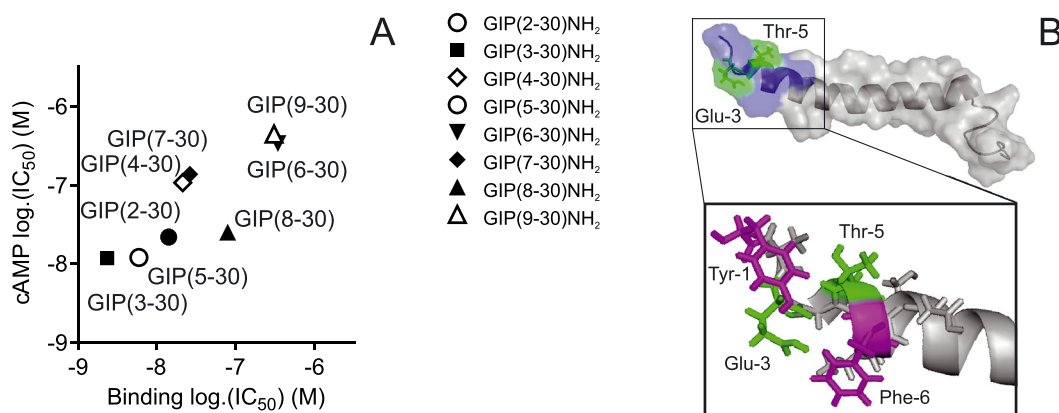 A
-6
-7
-8
-9
-9
-8
-7
-6
cAMP log.(IC50) (M)
Binding log.(IC50) (M)
GIP(9-30)
GIP(7-30)
GIP(4-30)
GIP(6-30)
GIP(2-30)
GIP(8-30)
GIP(5-30)
GIP(3-30)
GIP(2-30)NH2
GIP(3-30)NH2
GIP(4-30)NH2
GIP(5-30)NH2
GIP(6-30)NH2
GIP(7-30)NH2
GIP(8-30)NH2
GIP(9-30)NH2
B
Thr-5
Glu-3
Thr-5
Tyr-1
Glu-3
Phe-6